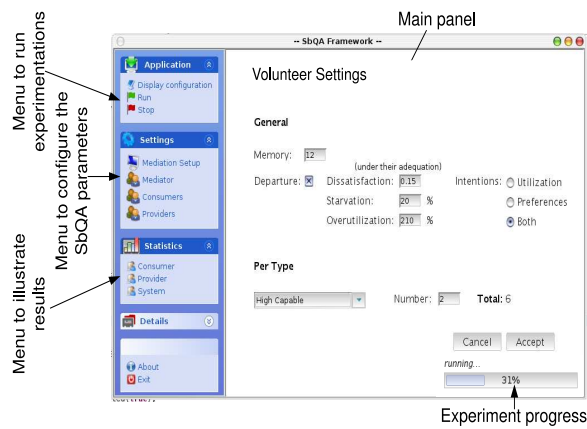 Main panel
-- SbQA Framework --
Menu to run
experimentations
Menu to configure the
SbQA parameters
Menu to illustrate
results
Application
Display configuration
Run
Stop
Settings
Mediation Setup
Mediator
Consumers
Providers
Statistics
Consumer
Provider
System
Details
About
Exit
Volunteer Settings
General
Memory: 12
(under their adequation)
Departure: Dissatisfaction: 0.15 Intentions: Utilization
Starvation: 20 % Preferences
Overutilization: 210 % Both
Per Type
High Capable Number: 2 Total: 6
Cancel Accept
running...
31%
Experiment progress